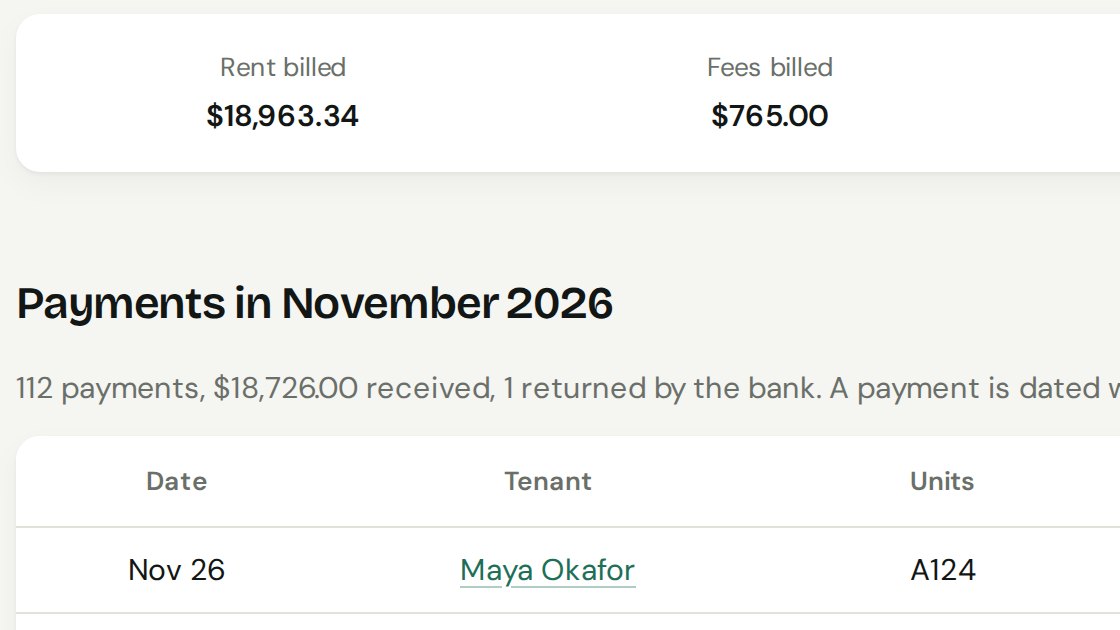 Rent billed Fees billed
$18,963.34 $765.00
Payments in November 2026
112 payments, $18,726.00 received, 1 returned by the bank. A payment is dated
Date Tenant Units
Nov 26 Maya Okafor A124